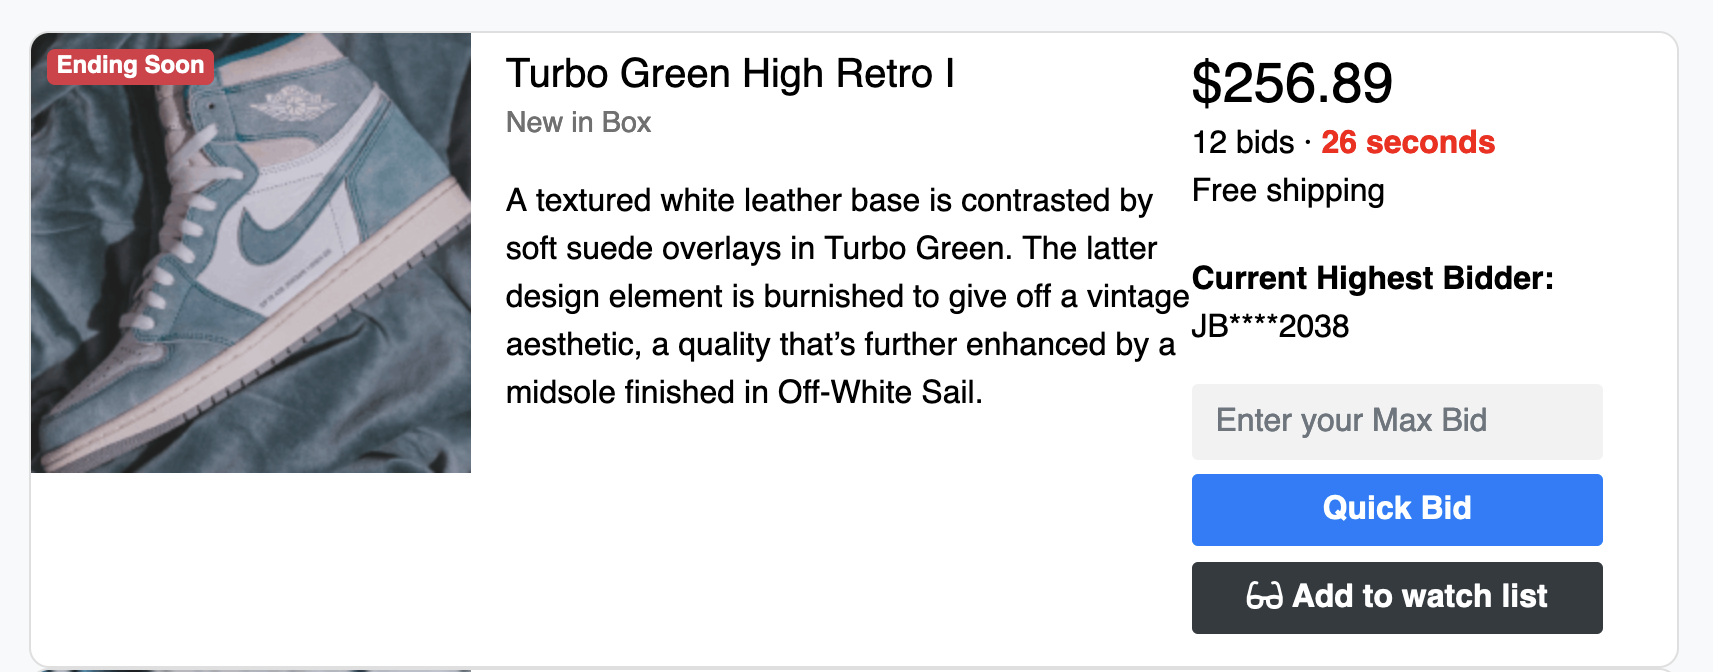 Ending Soon
Turbo Green High Retro I
New in Box
A textured white leather base is contrasted by
soft suede overlays in Turbo Green. The latter
design element is burnished to give off a vintage
aesthetic, a quality that’s further enhanced by a
midsole finished in Off-White Sail.
$256.89
12 bids · 26 seconds
Free shipping
Current Highest Bidder:
JB****2038
Enter your Max Bid
Quick Bid
Add to watch list